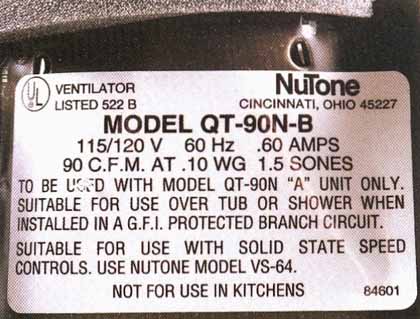 UL VENTILATOR NuTone
LISTED 522 B CINCINNATI, OHIO 45227
MODEL QT-90N-B
115/120 V 60 Hz .60 AMPS
90 C.F.M. AT .10 WG 1.5 SONES
TO BE USED WITH MODEL QT-90N "A" UNIT ONLY.
SUITABLE FOR USE OVER TUB OR SHOWER WHEN
INSTALLED IN A G.F.I. PROTECTED BRANCH CIRCUIT.
SUITABLE FOR USE WITH SOLID STATE SPEED
CONTROLS. USE NUTONE MODEL VS-64.
NOT FOR USE IN KITCHENS 84601